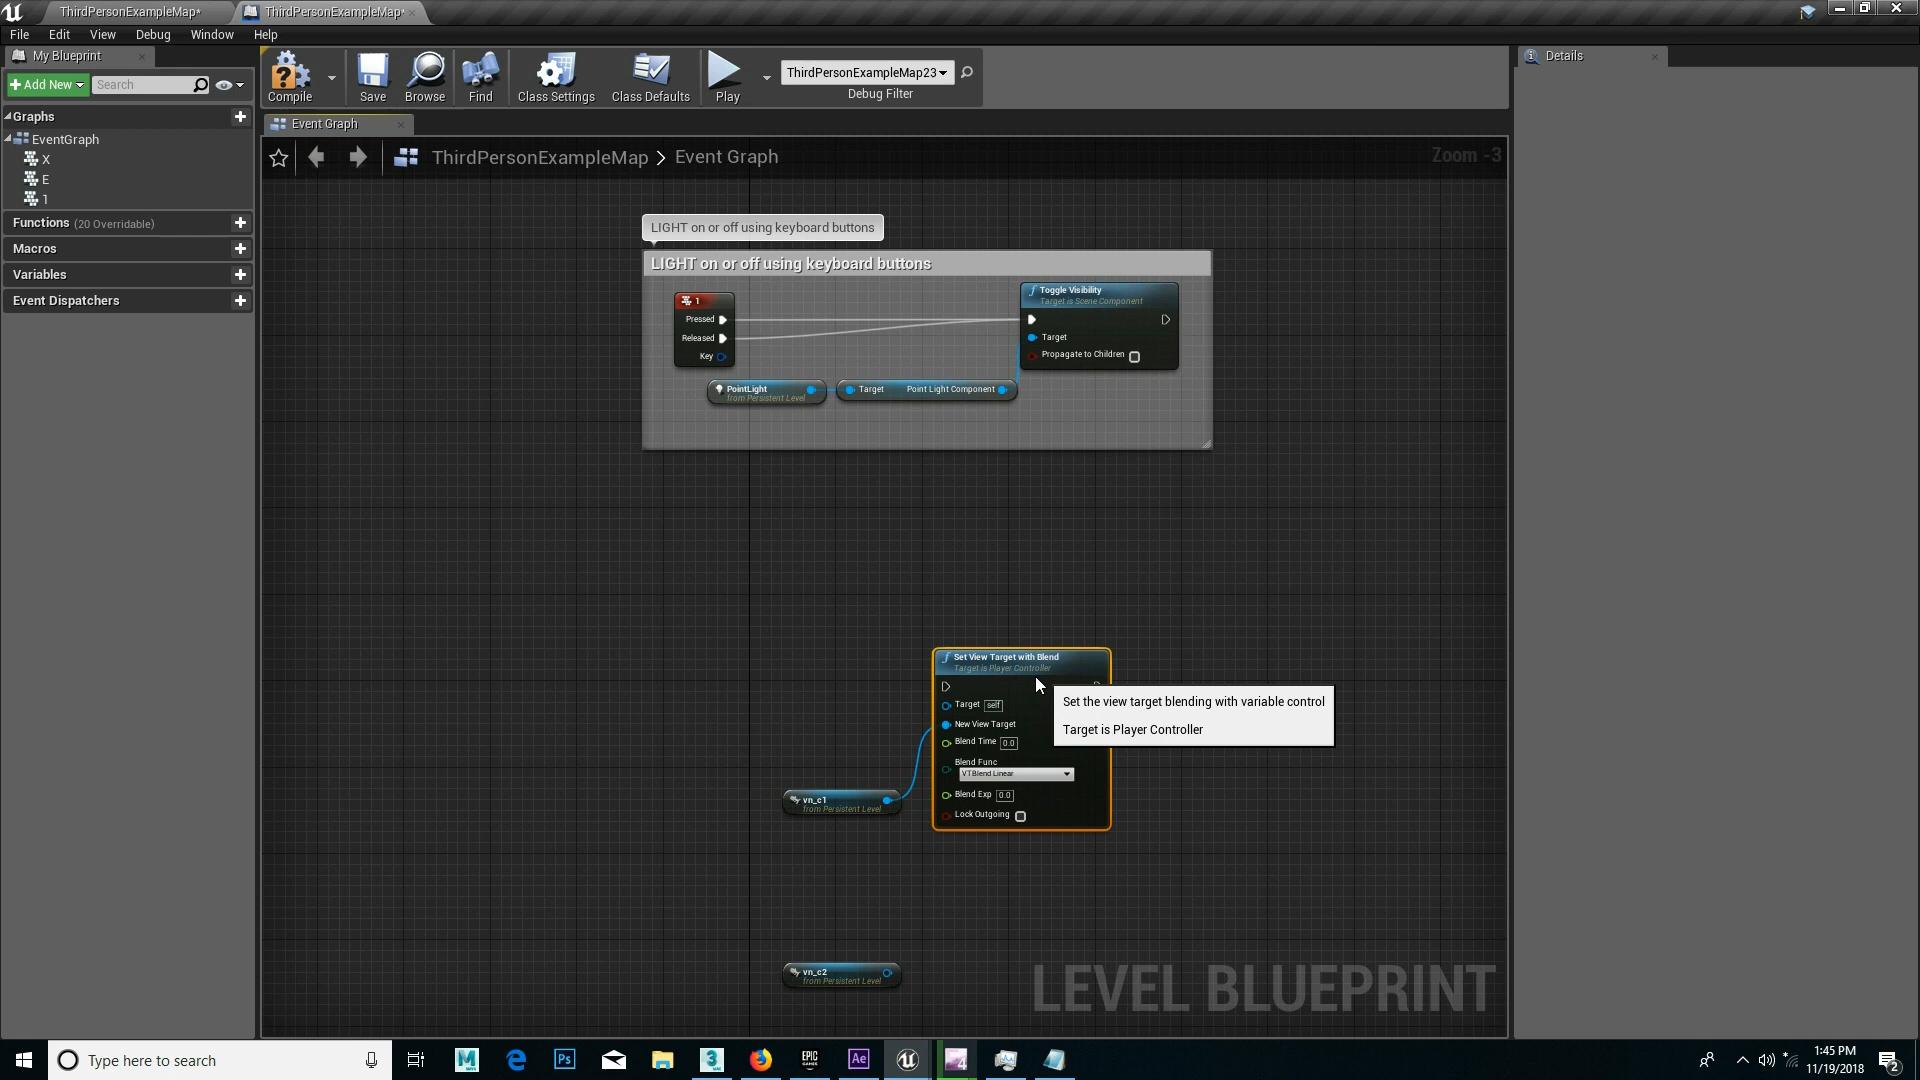 ThirdPersonExampleMap*
ThirdPersonExampleMap*
File Edit View Debug Window Help
My Blueprint
Add New
Search
Graphs
EventGraph
X
E
1
Functions (20 Overridable)
Macros
Variables
Event Dispatchers
Compile
Save
Browse
Find
Class Settings
Class Defaults
Play
ThirdPersonExampleMap23
Debug Filter
Details
Event Graph
ThirdPersonExampleMap > Event Graph
Zoom -3
LIGHT on or off using keyboard buttons
LIGHT on or off using keyboard buttons
1
Pressed
Released
Key
PointLight
from Persistent Level
Target Point Light Component
Toggle Visibility
Target is Scene Component
Target
Propagate to Children
Set View Target with Blend
Target is Player Controller
Target self
New View Target
Blend Time 0.0
Blend Func
VTBlend Linear
Blend Exp 0.0
Lock Outgoing
Set the view target blending with variable control
Target is Player Controller
vn_c1
from Persistent Level
vn_c2
from Persistent Level
LEVEL BLUEPRINT
Type here to search
Ps
EPIC
GAMES
Ae
1:45 PM
11/19/2018
2